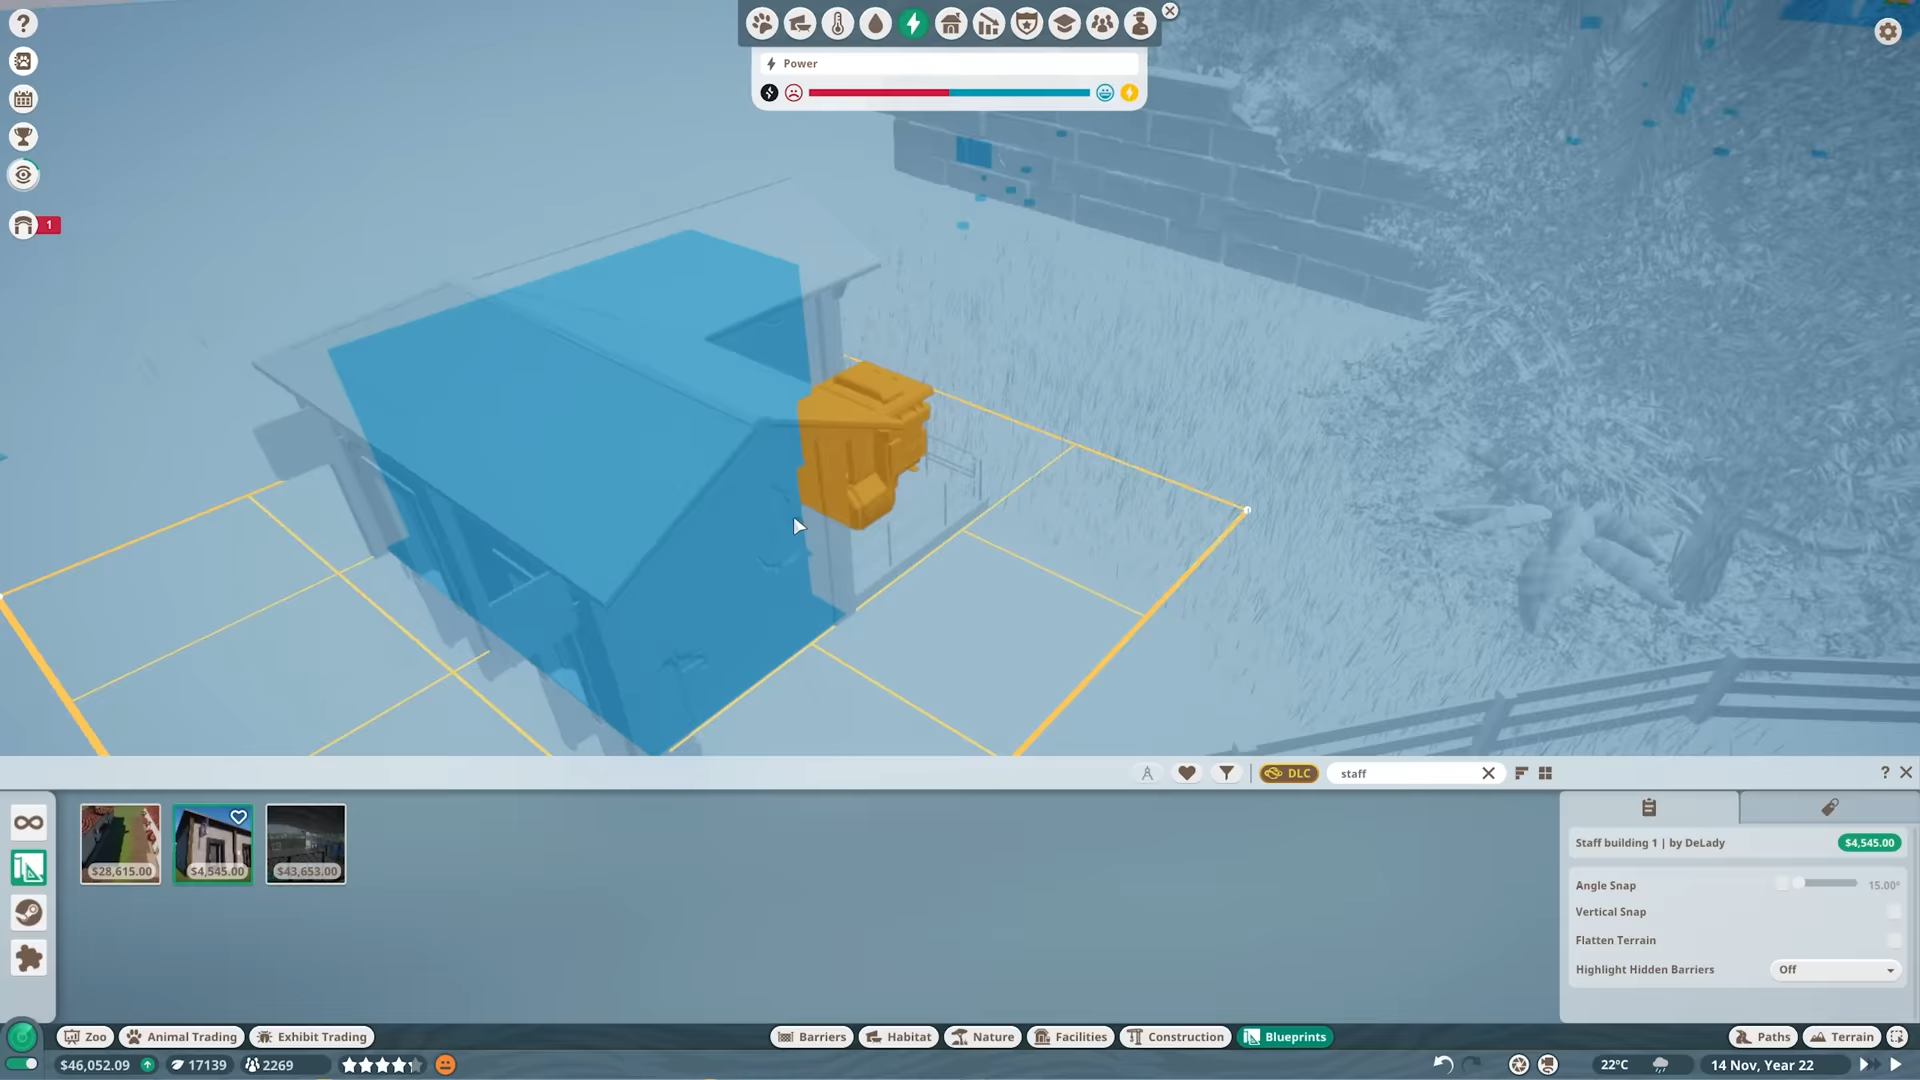 ?
Power
1
DLC
staff
?
$28,615.00
$4,545.00
$43,653.00
Staff building 1 | by DeLady
$4,545.00
Angle Snap
15.00°
Vertical Snap
Flatten Terrain
Highlight Hidden Barriers
Off
Zoo
Animal Trading
Exhibit Trading
Barriers
Habitat
Nature
Facilities
Construction
Blueprints
Paths
Terrain
$46,052.09
17139
2269
22°C
14 Nov, Year 22